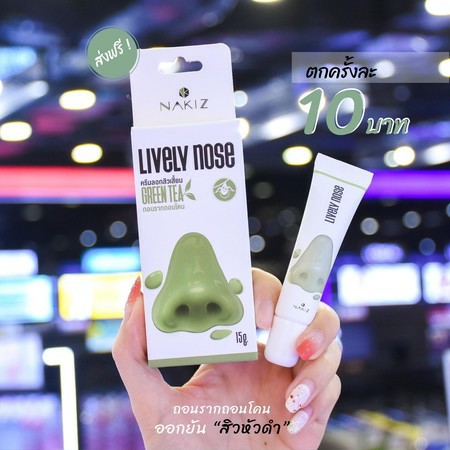 ส่งฟรี !
ตกครั้งละ
10 บาท
NAKIZ
LIVELY NOSE
ครีมลอกสิวเสี้ยน
GREEN TEA
ถอนรากถอนโคน
15g.
LIVELY NOSE
NAKIZ
ถอนรากถอนโคน
ออกยัน “สิวหัวดำ”